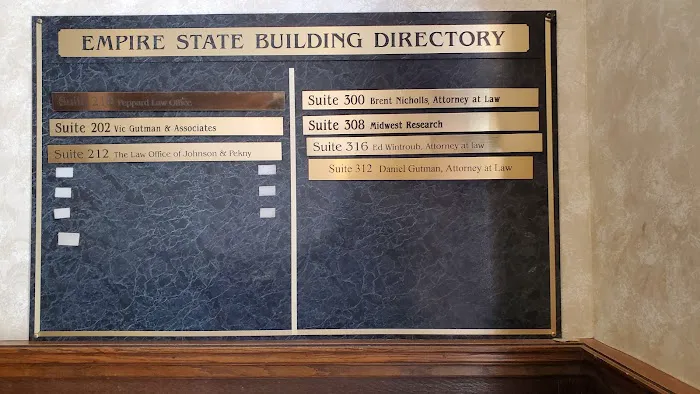 EMPIRE STATE BUILDING DIRECTORY
Suite Peppard Law Office
Suite 202 Vic Gutman & Associates
Suite 212 The Law Office of Johnson & Pekny
Suite 300 Brent Nicholls, Attorney at Law
Suite 308 Midwest Research
Suite 316 Ed Wintroub, Attorney at law
Suite 312 Daniel Gutman, Attorney at Law